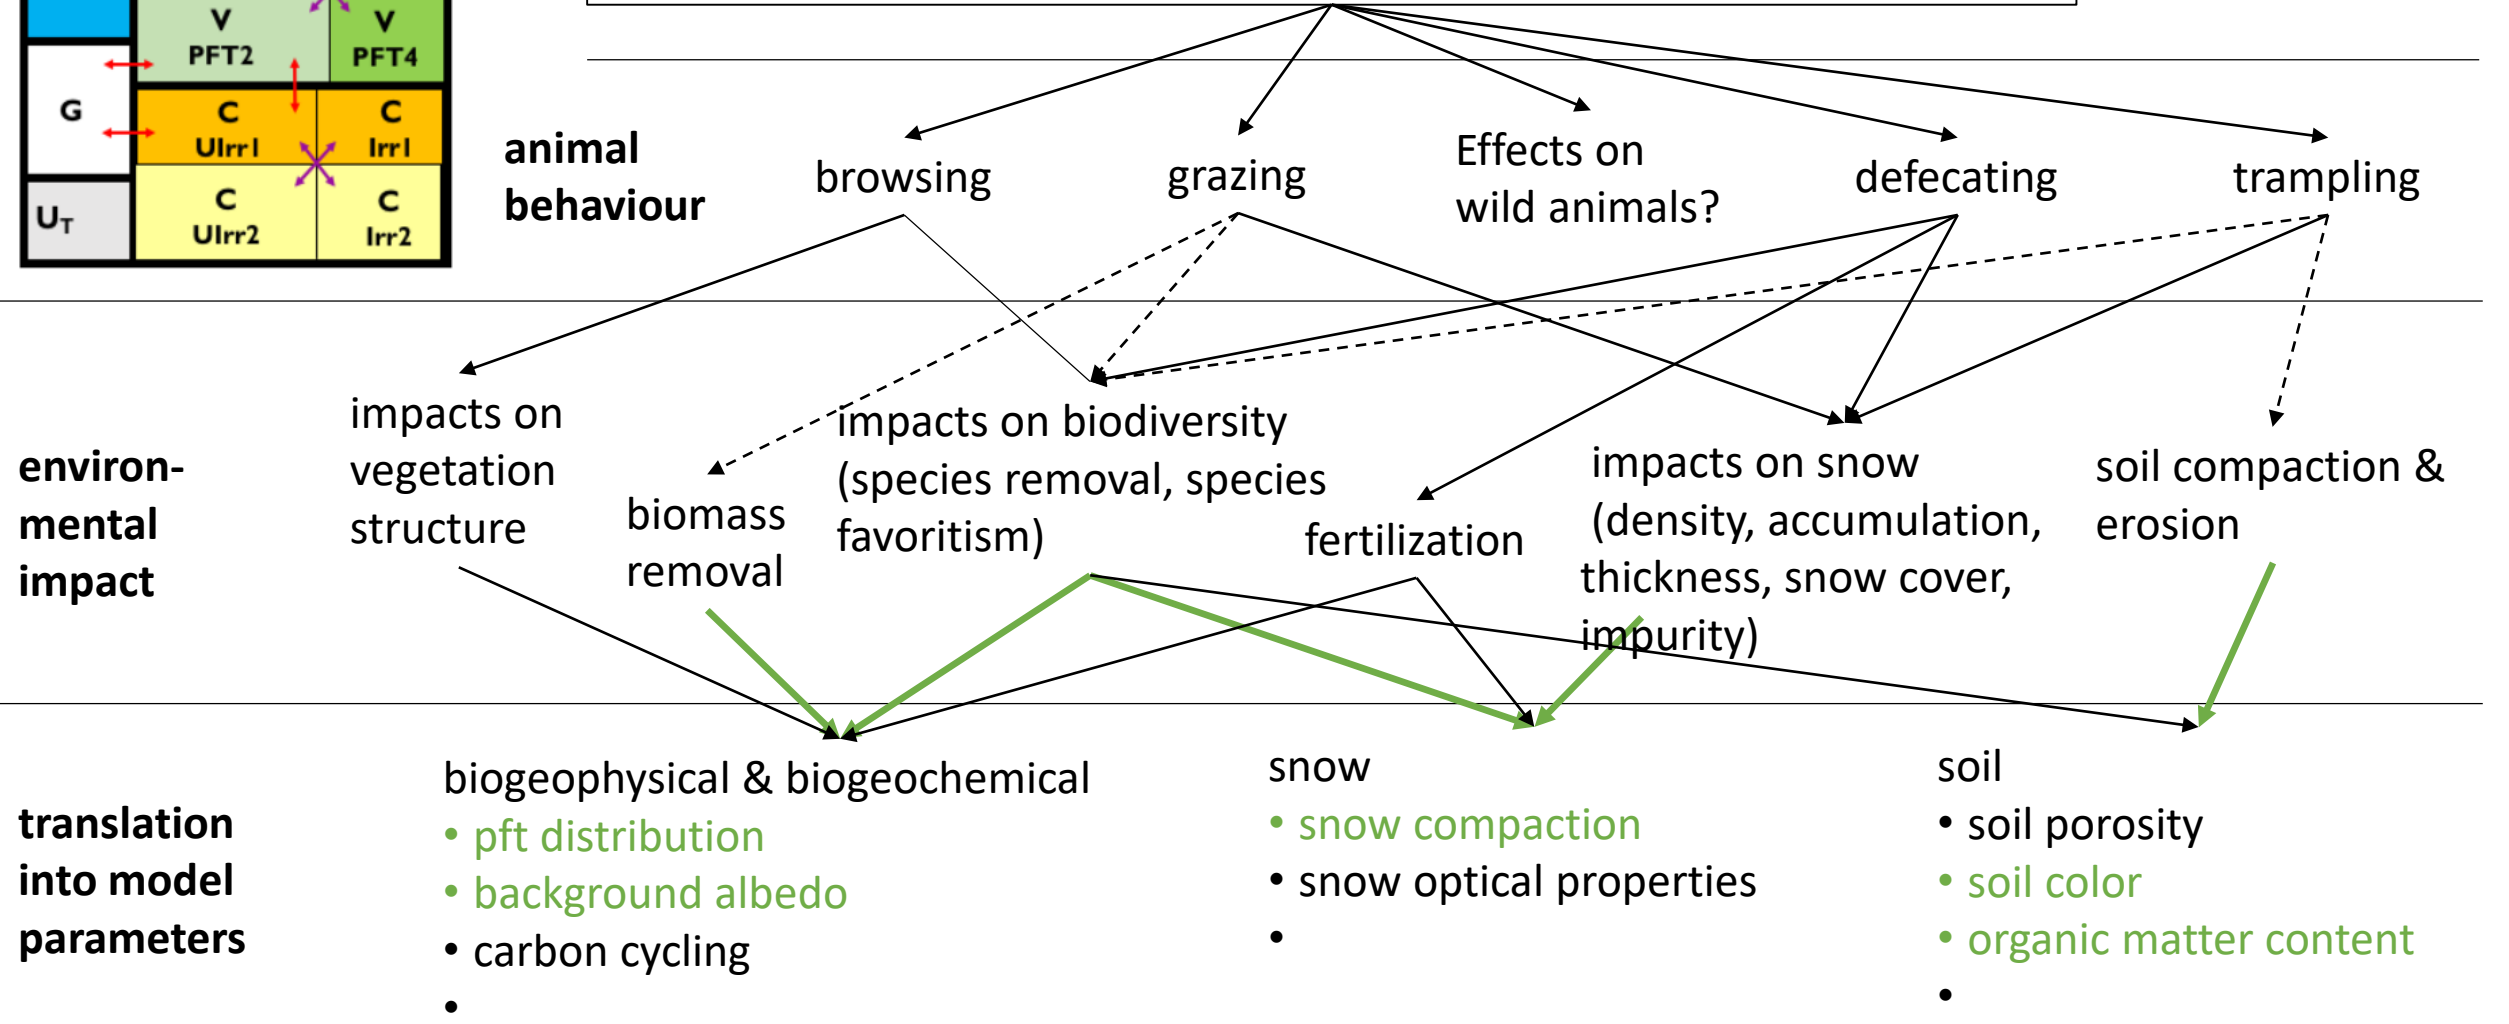 V
PFT2
V
PFT4
G
C
UIrr1
C
Irr1
UT
C
UIrr2
C
Irr2
animal
behaviour
browsing
grazing
Effects on
wild animals?
defecating
trampling
environ-
mental
impact
impacts on
vegetation
structure
biomass
removal
impacts on biodiversity
(species removal, species
favoritism)
fertilization
impacts on snow
(density, accumulation,
thickness, snow cover,
impurity)
soil compaction &
erosion
translation
into model
parameters
biogeophysical & biogeochemical
• pft distribution
• background albedo
• carbon cycling
•
snow
• snow compaction
• snow optical properties
•
soil
• soil porosity
• soil color
• organic matter content
•